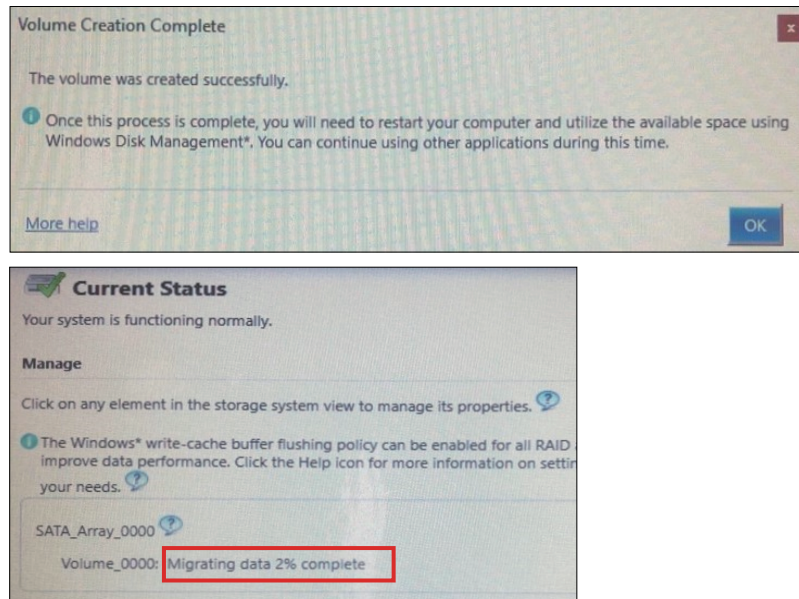 Volume Creation Complete
x
The volume was created successfully.
Once this process is complete, you will need to restart your computer and utilize the available space using
Windows Disk Management*. You can continue using other applications during this time.
More help
OK
Current Status
Your system is functioning normally.
Manage
Click on any element in the storage system view to manage its properties. ?
The Windows* write-cache buffer flushing policy can be enabled for all RAID
improve data performance. Click the Help icon for more information on settin
your needs. ?
SATA_Array_0000 ?
Volume_0000: Migrating data 2% complete